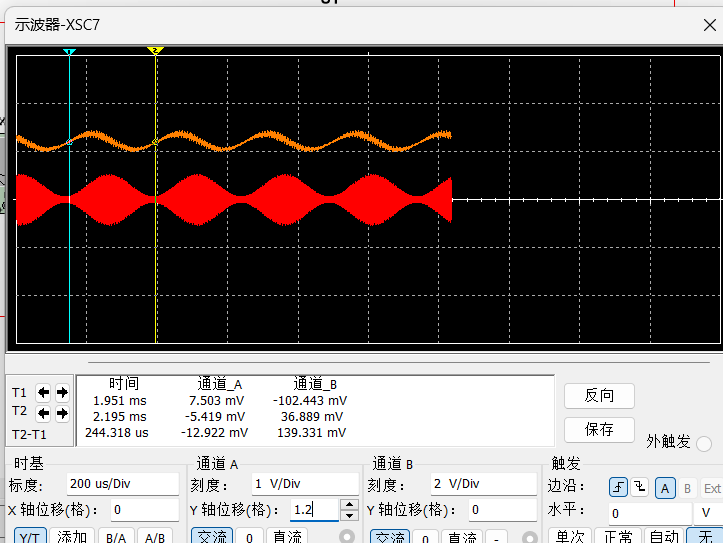 示波器-XSC7
1
2
时间 通道_A 通道_B
T1 1.951 ms 7.503 mV -102.443 mV
T2 2.195 ms -5.419 mV 36.889 mV
T2-T1 244.318 us -12.922 mV 139.331 mV
反向
保存
外触发
时基 通道 A 通道 B 触发
标度: 200 us/Div 刻度: 1 V/Div 刻度: 2 V/Div 边沿: A B Ext
X 轴位移(格): 0 Y 轴位移(格): 1.2 Y 轴位移(格): 0 水平: 0 V
Y/T 添加 B/A A/B 交流 0 直流 交流 0 直流 - 单次 正常 自动 无